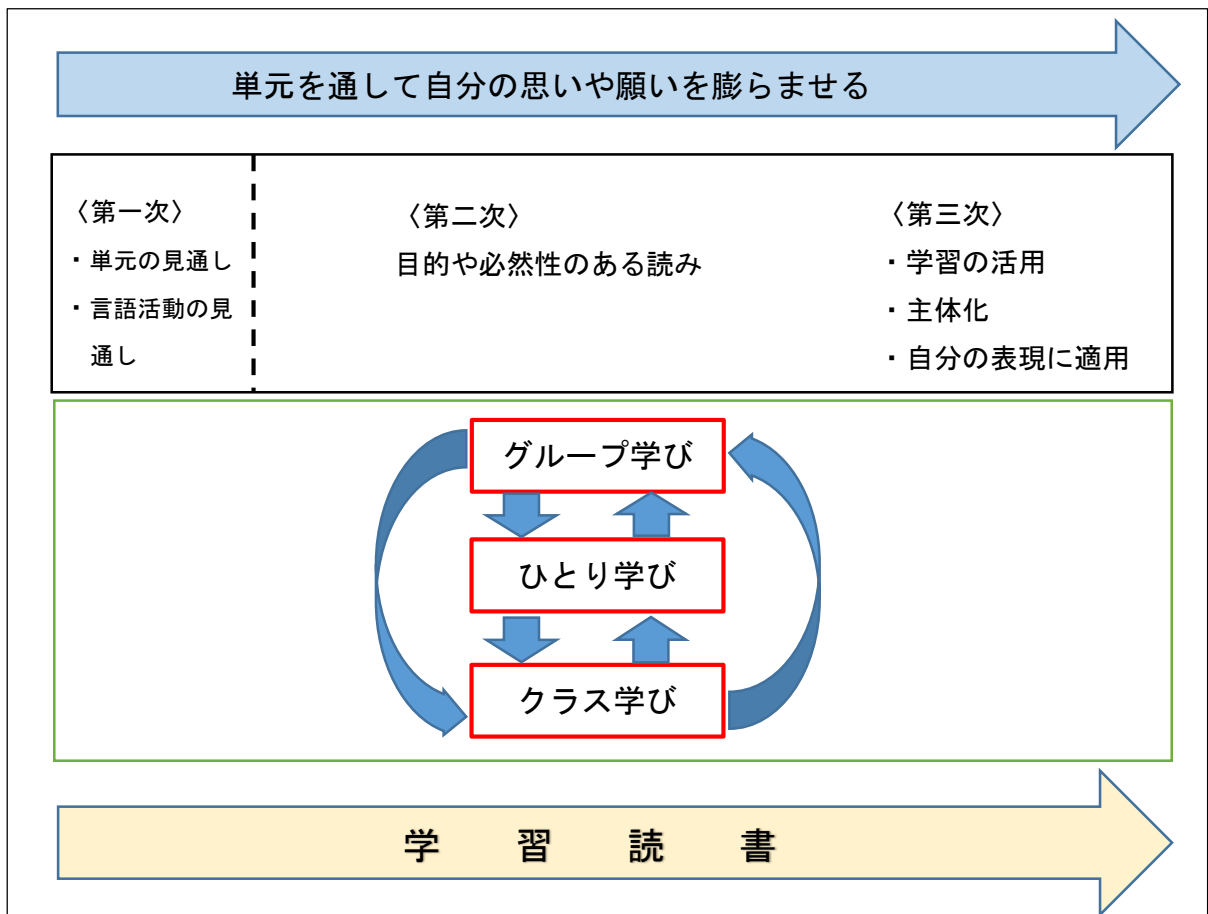 単元を通して自分の思いや願いを膨らませる
〈第一次〉
・単元の見通し
・言語活動の見
通し
〈第二次〉
目的や必然性のある読み
〈第三次〉
・学習の活用
・主体化
・自分の表現に適用
グループ学び
ひとり学び
クラス学び
学 習 読 書